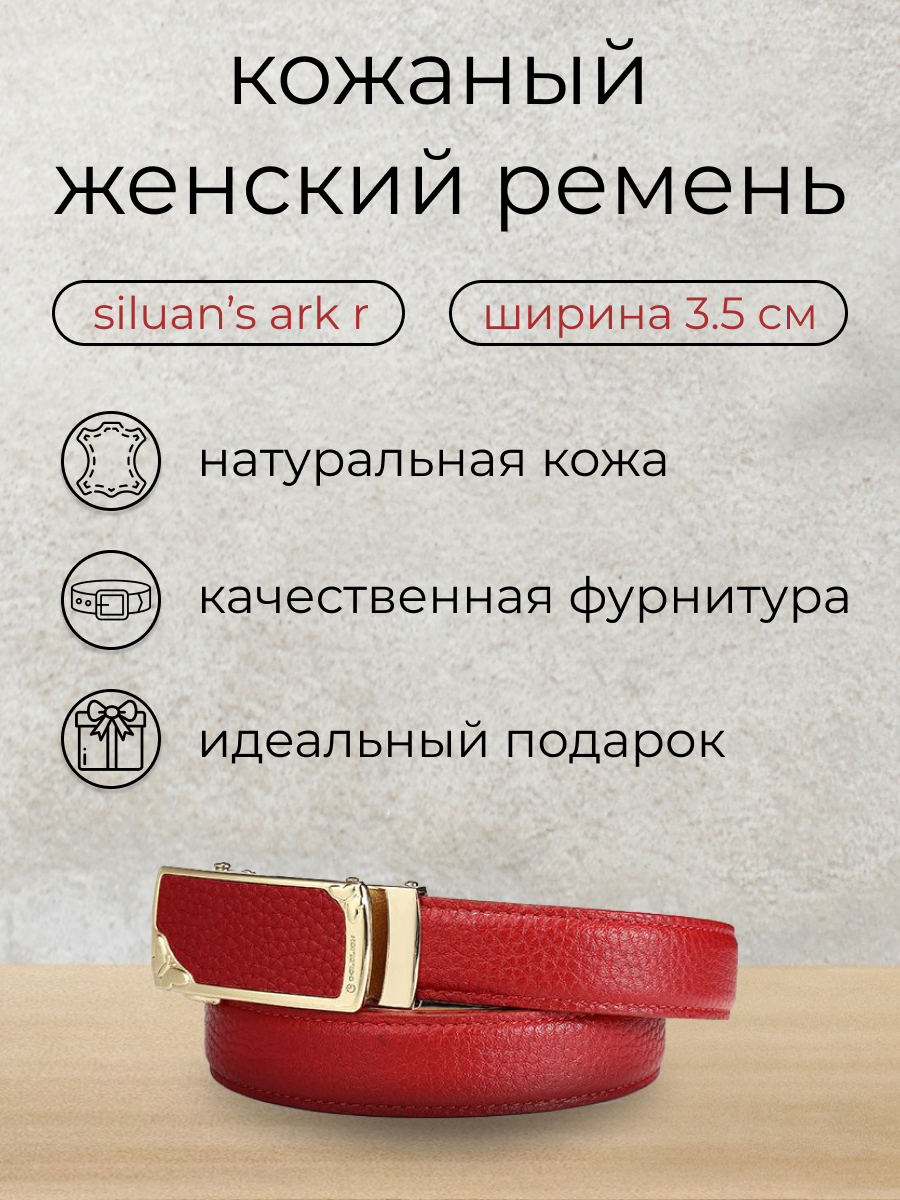 кожаный
женский ремень
siluan’s ark r
ширина 3.5 см
натуральная кожа
качественная фурнитура
идеальный подарок